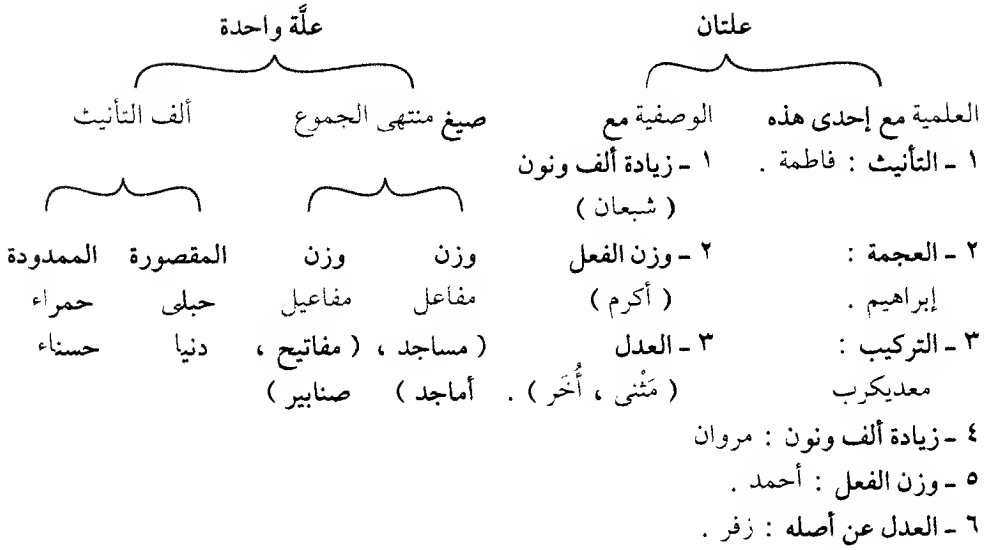 علتان علَّة واحدة
العلمية مع إحدى هذه الوصفية مع صيغ منتهى الجموع ألف التأنيث
١ ـ التأنيث : فاطمة . ١ ـ زيادة ألف ونون
( شبعان )
٢ ـ العجمة : ٢ ـ وزن الفعل وزن وزن المقصورة الممدودة
إبراهيم . ( أكرم ) مفاعل مفاعيل حبلى حمراء
٣ ـ التركيب : ٣ ـ العدل ( مساجد ، ( مفاتيح ، دنيا حسناء
معديكرب ( مَثْنى ، أُخَر ) . أماجد ) صنابير )
٤ ـ زيادة ألف ونون : مروان
٥ ـ وزن الفعل : أحمد .
٦ ـ العدل عن أصله : زفر .